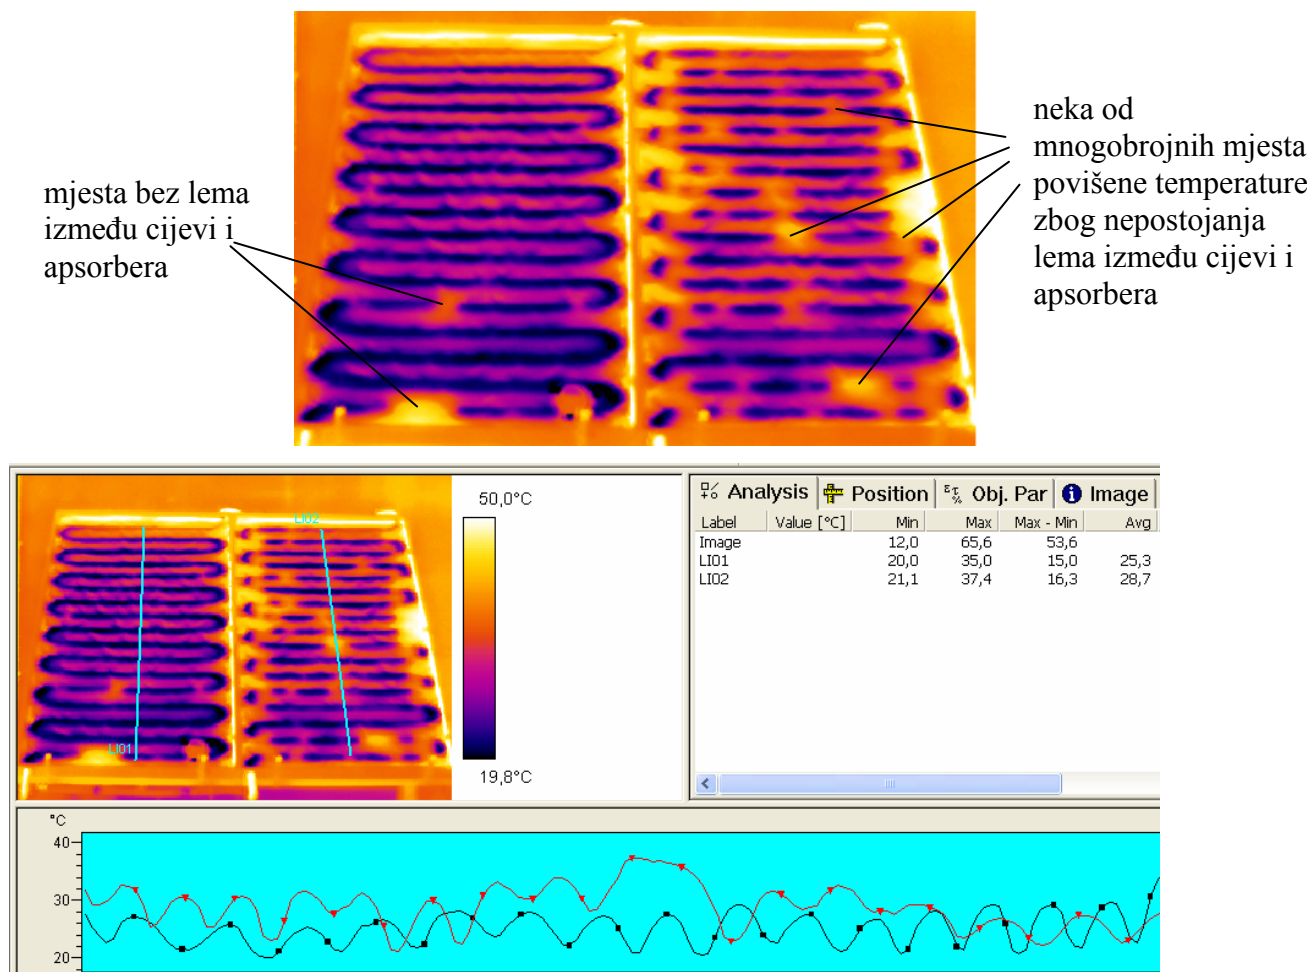 neka od
mnogobrojnih mjesta
povišene temperature
zbog nepostojanja
lema između cijevi i
apsorbera
mjesta bez lema
između cijevi i
apsorbera
50,0°C
19,8°C
LI01
LI02
Analysis Position Obj. Par Image
Label Value [°C] Min Max Max - Min Avg
Image 12,0 65,6 53,6
LI01 20,0 35,0 15,0 25,3
LI02 21,1 37,4 16,3 28,7
°C
40
30
20